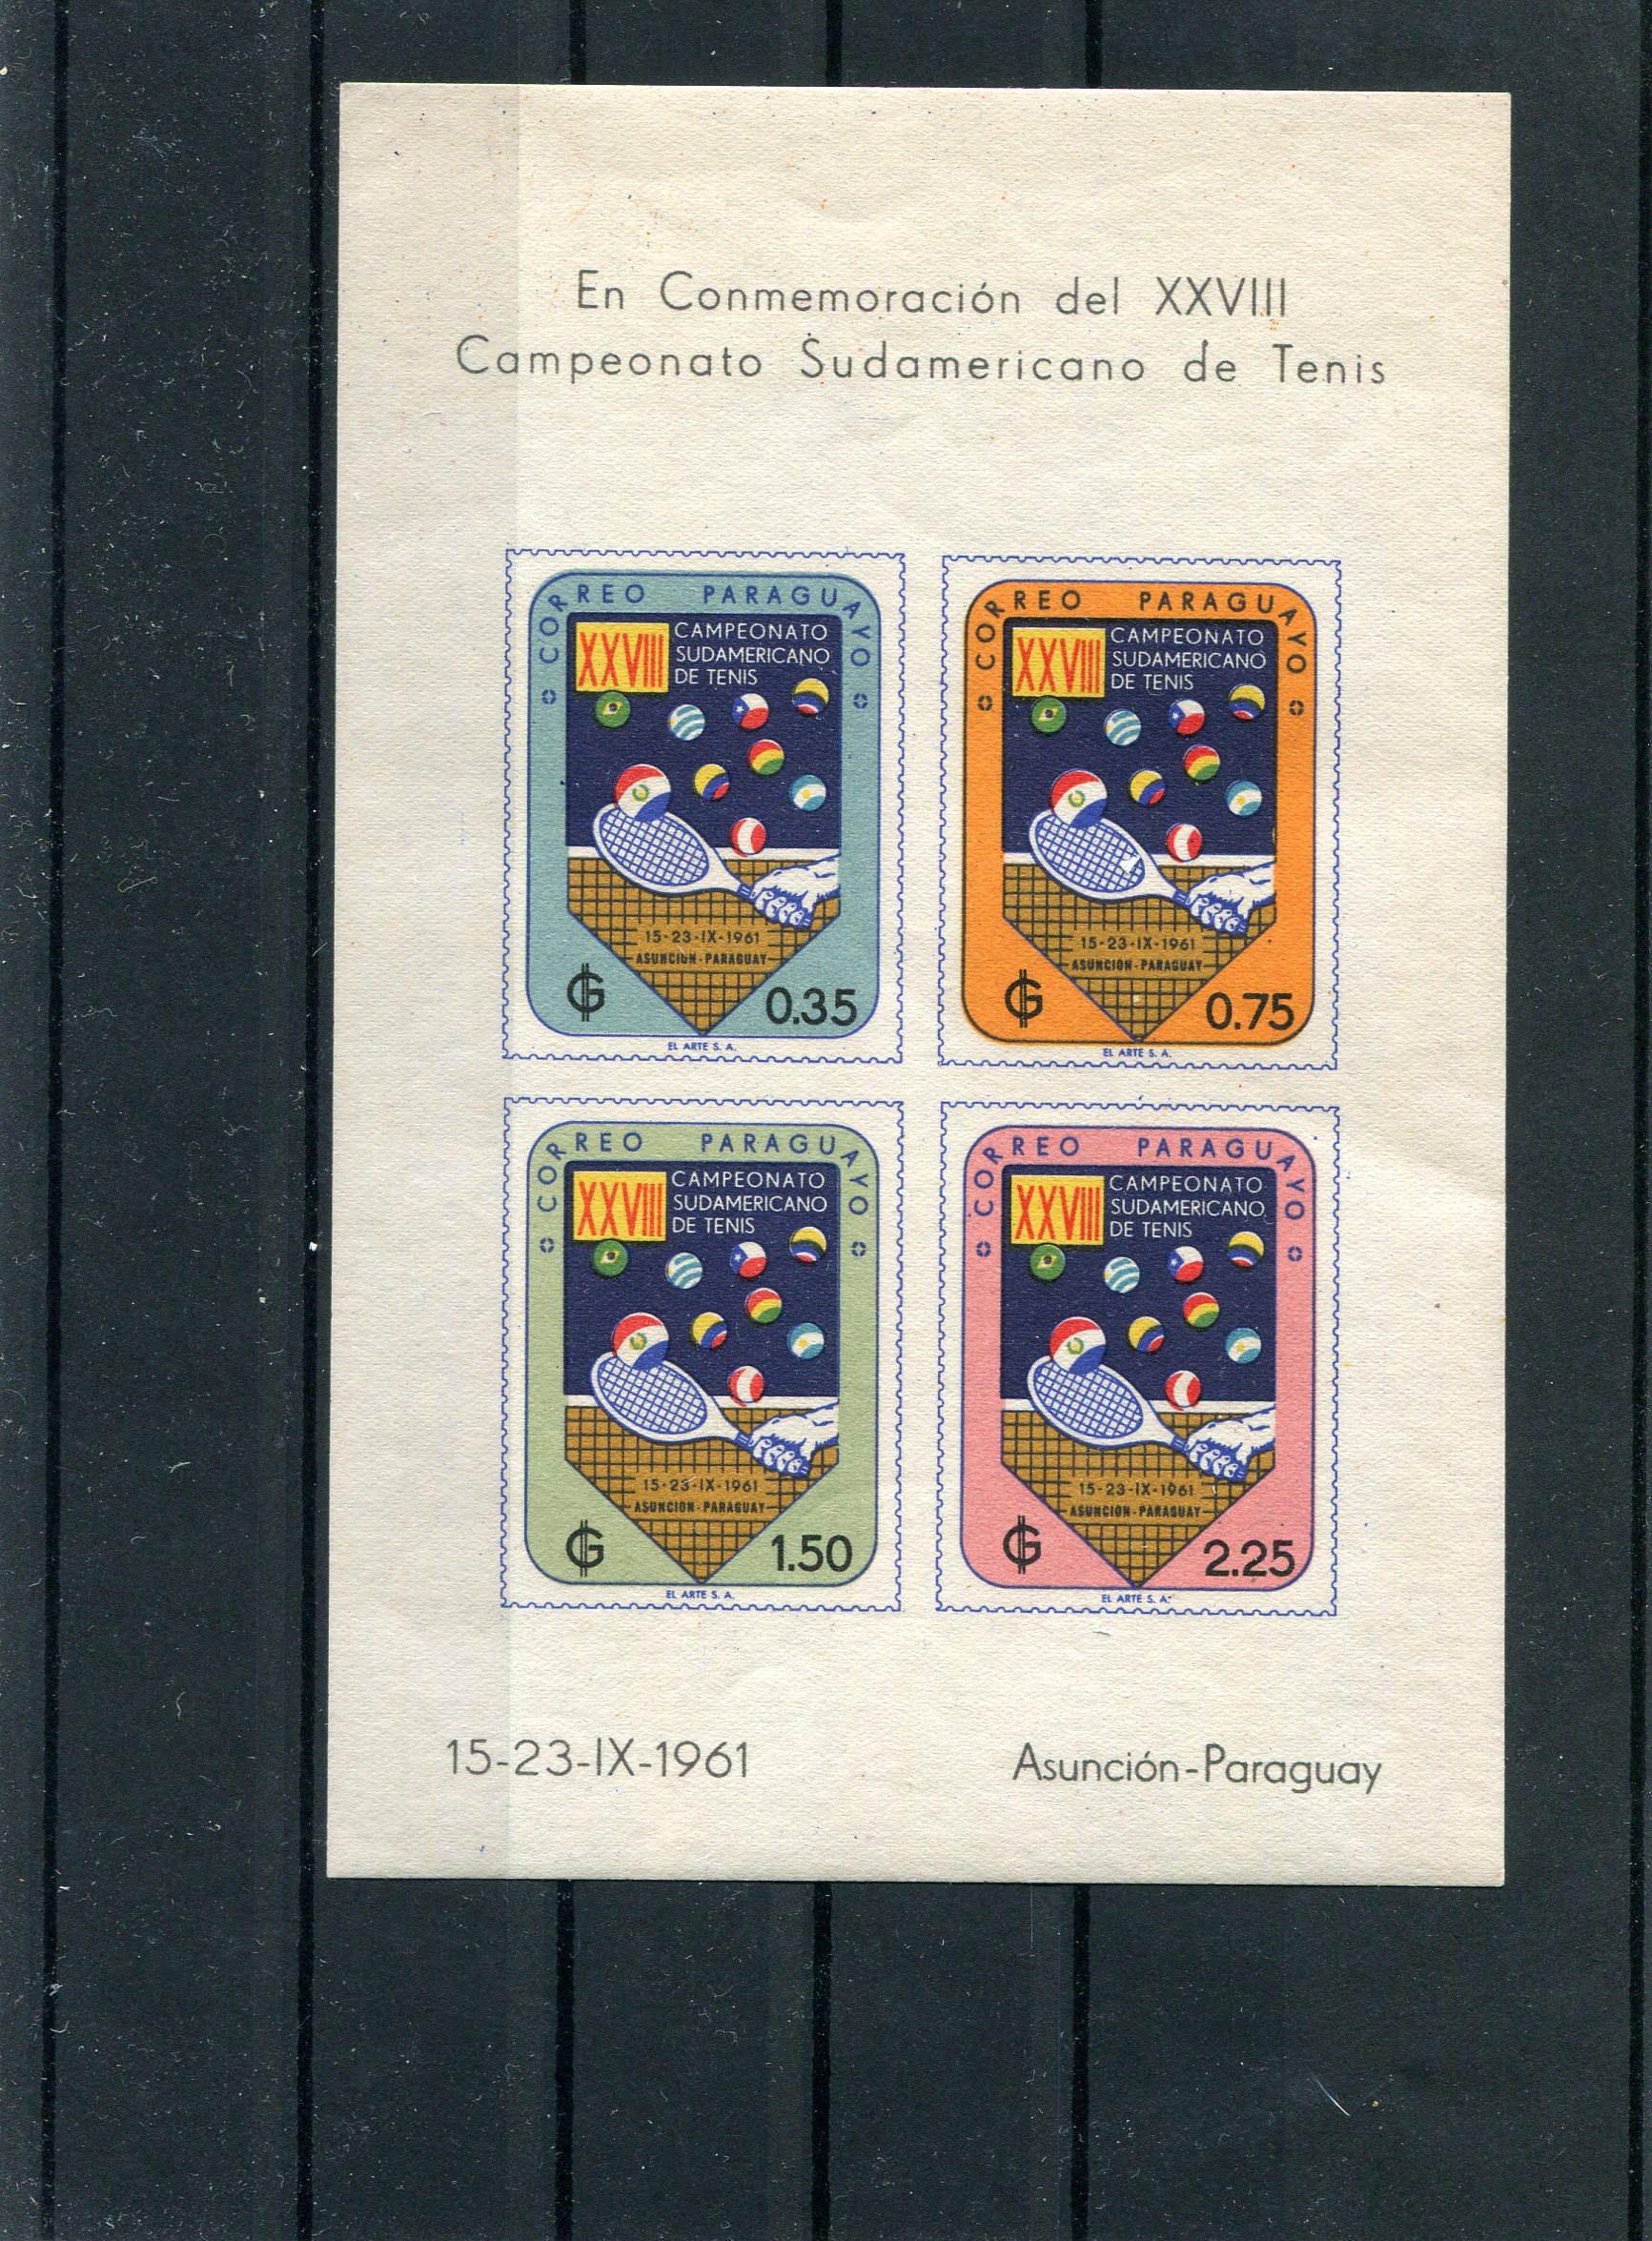 En Conmemoración del XXVIII
Campeonato Sudamericano de Tenis
CORREO PARAGUAYO
XXVIII
CAMPEONATO
SUDAMERICANO
DE TENIS
15-23-IX-1961
ASUNCION-PARAGUAY
₲ 0.35
EL ARTE S. A.
CORREO PARAGUAYO
XXVIII
CAMPEONATO
SUDAMERICANO
DE TENIS
15-23-IX-1961
ASUNCION-PARAGUAY
₲ 0.75
EL ARTE S. A.
CORREO PARAGUAYO
XXVIII
CAMPEONATO
SUDAMERICANO
DE TENIS
15-23-IX-1961
ASUNCION-PARAGUAY
₲ 1.50
EL ARTE S. A.
CORREO PARAGUAYO
XXVIII
CAMPEONATO
SUDAMERICANO
DE TENIS
15-23-IX-1961
ASUNCION-PARAGUAY
₲ 2.25
EL ARTE S. A.
15-23-IX-1961
Asunción-Paraguay